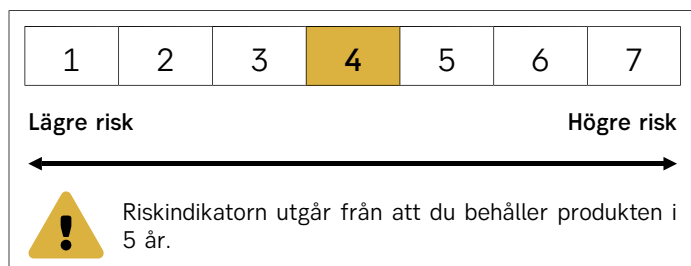 1 2 3 4 5 6 7
Lägre risk Högre risk
Riskindikatorn utgår från att du behåller produkten i
5 år.